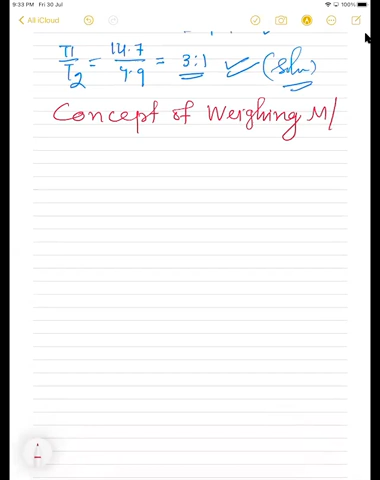 9:33 PM Fri 30 Jul
100%
All iCloud
T1/T2 = 14.7/4.9 = 3:1 (Soln)
Concept of Weighing M/